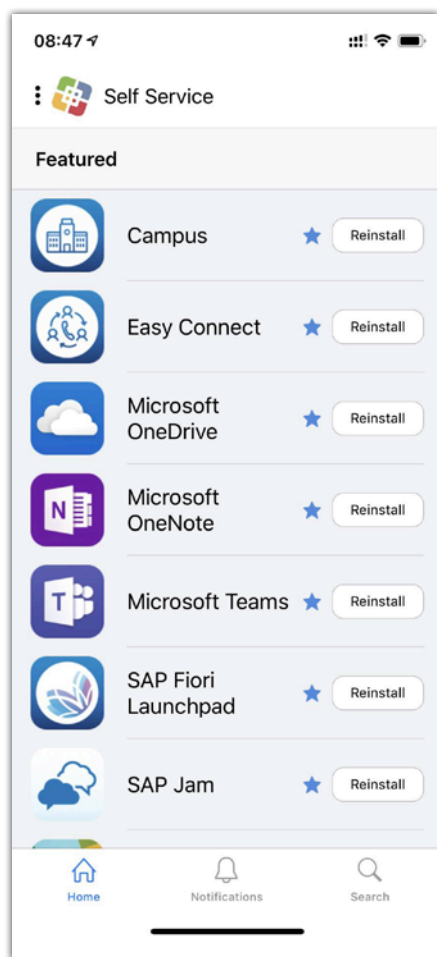 08:47
Self Service
Featured
Campus
Reinstall
Easy Connect
Reinstall
Microsoft
OneDrive
Reinstall
N
Microsoft
OneNote
Reinstall
T
Microsoft Teams
Reinstall
SAP Fiori
Launchpad
Reinstall
SAP Jam
Reinstall
Home
Notifications
Search